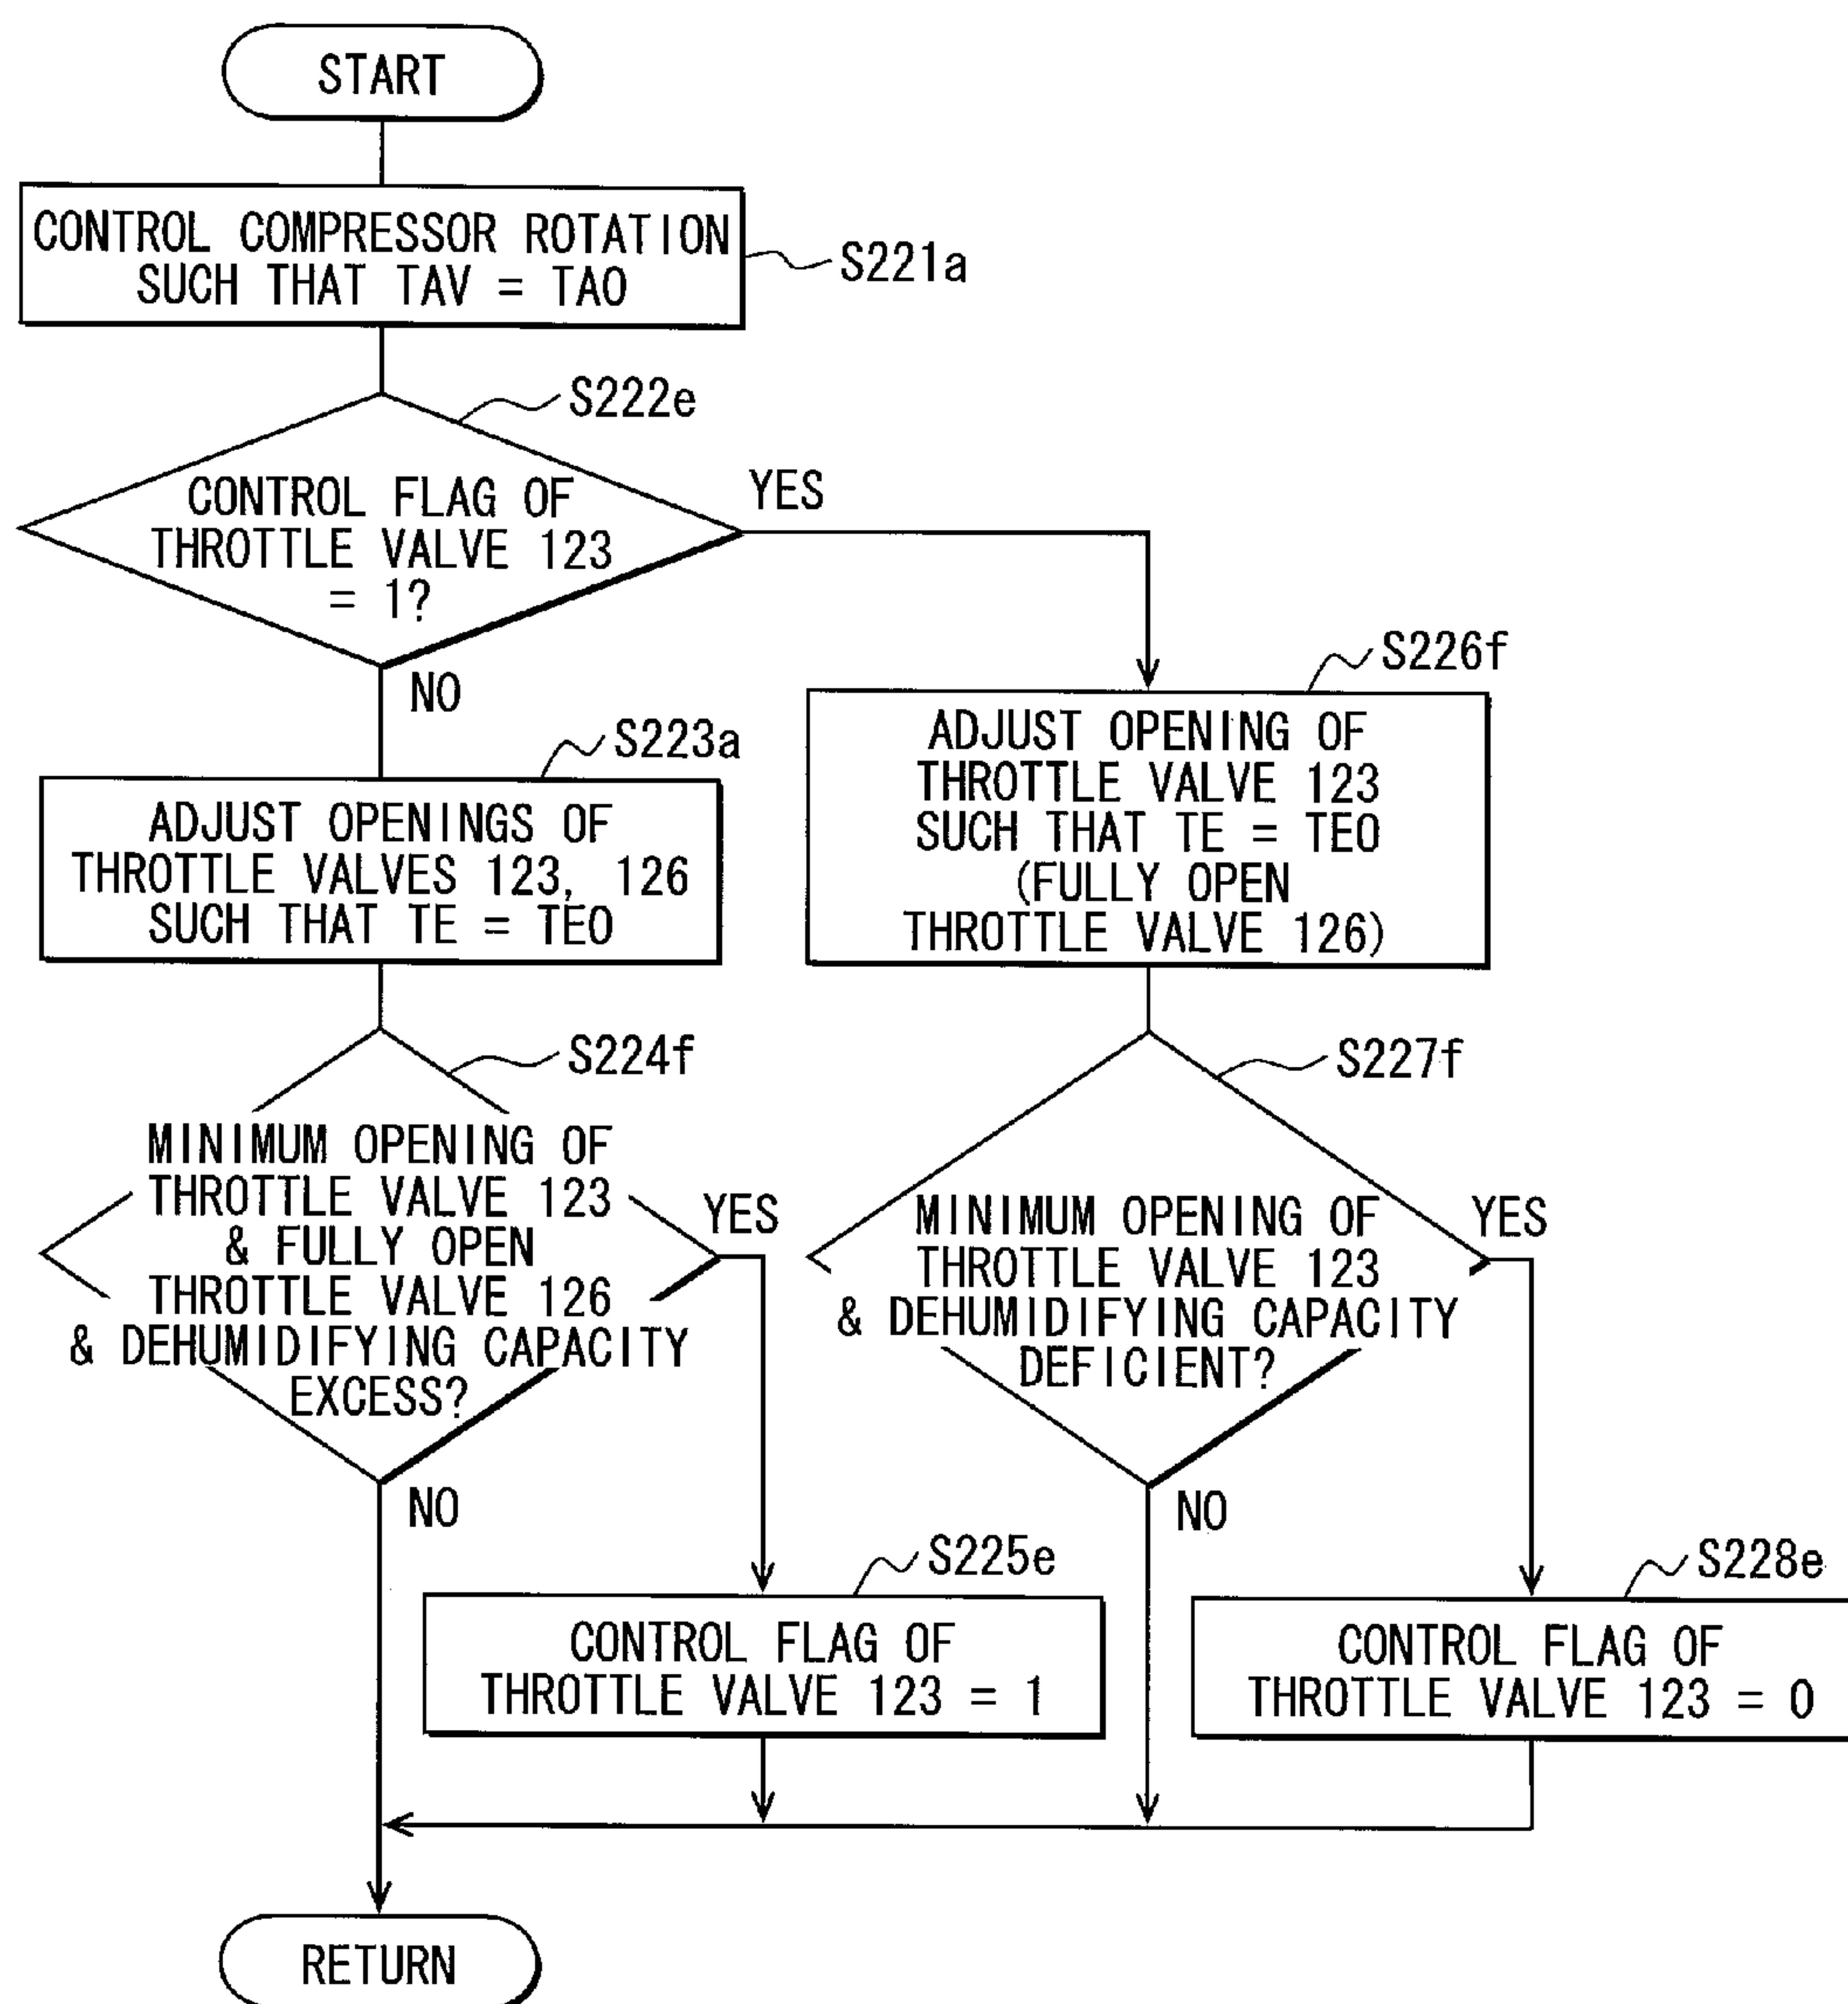 START
CONTROL COMPRESSOR ROTATION
SUCH THAT TAV = TAO
S221a
S222e
CONTROL FLAG OF
THROTTLE VALVE 123
= 1?
YES
NO
S223a
ADJUST OPENINGS OF
THROTTLE VALVES 123, 126
SUCH THAT TE = TEO
S226f
ADJUST OPENING OF
THROTTLE VALVE 123
SUCH THAT TE = TEO
(FULLY OPEN
THROTTLE VALVE 126)
S224f
MINIMUM OPENING OF
THROTTLE VALVE 123
& FULLY OPEN
THROTTLE VALVE 126
& DEHUMIDIFYING CAPACITY
EXCESS?
YES
NO
S227f
MINIMUM OPENING OF
THROTTLE VALVE 123
& DEHUMIDIFYING CAPACITY
DEFICIENT?
YES
NO
S225e
CONTROL FLAG OF
THROTTLE VALVE 123 = 1
S228e
CONTROL FLAG OF
THROTTLE VALVE 123 = 0
RETURN